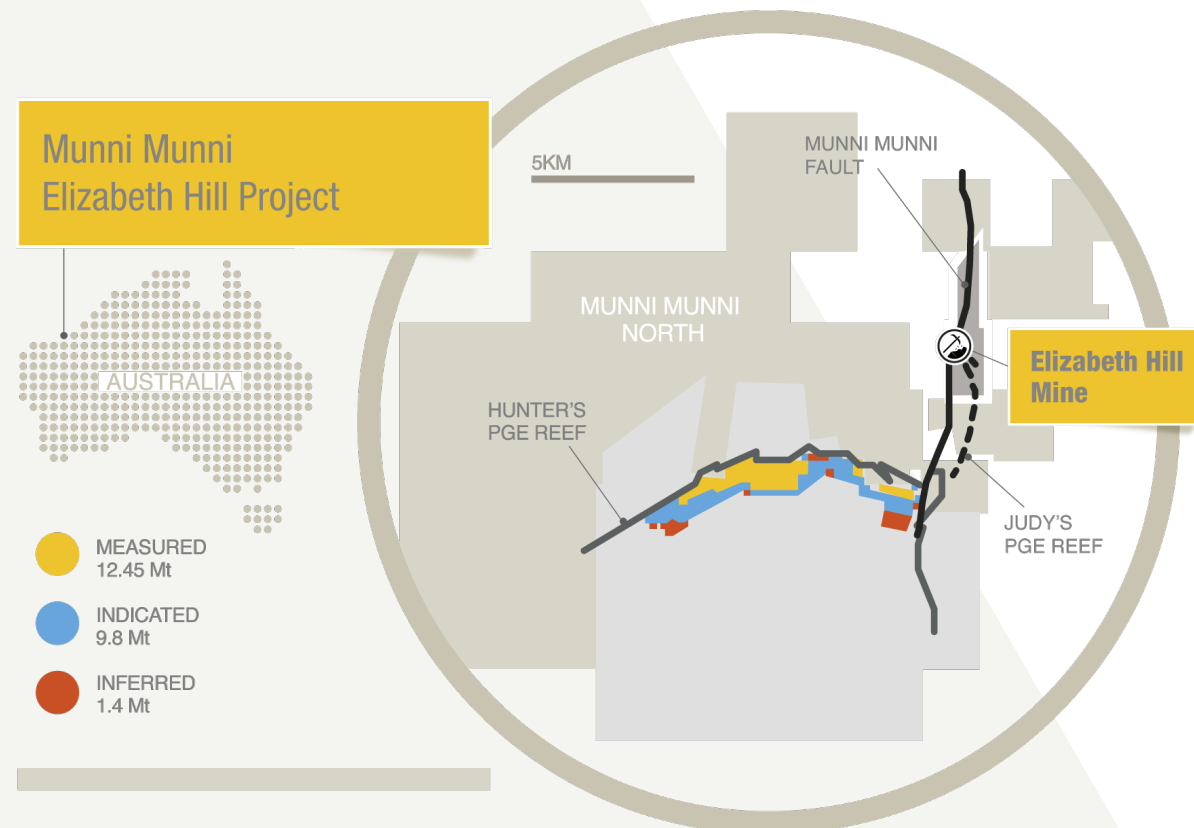 Munni Munni
Elizabeth Hill Project
5KM
MUNNI MUNNI
FAULT
MUNNI MUNNI
NORTH
AUSTRALIA
Elizabeth Hill
Mine
HUNTER'S
PGE REEF
JUDY'S
PGE REEF
MEASURED
12.45 Mt
INDICATED
9.8 Mt
INFERRED
1.4 Mt